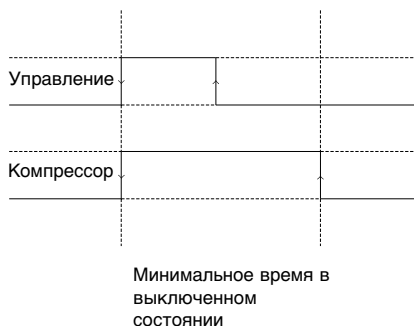 Управление
Компрессор
Минимальное время в
выключенном
состоянии